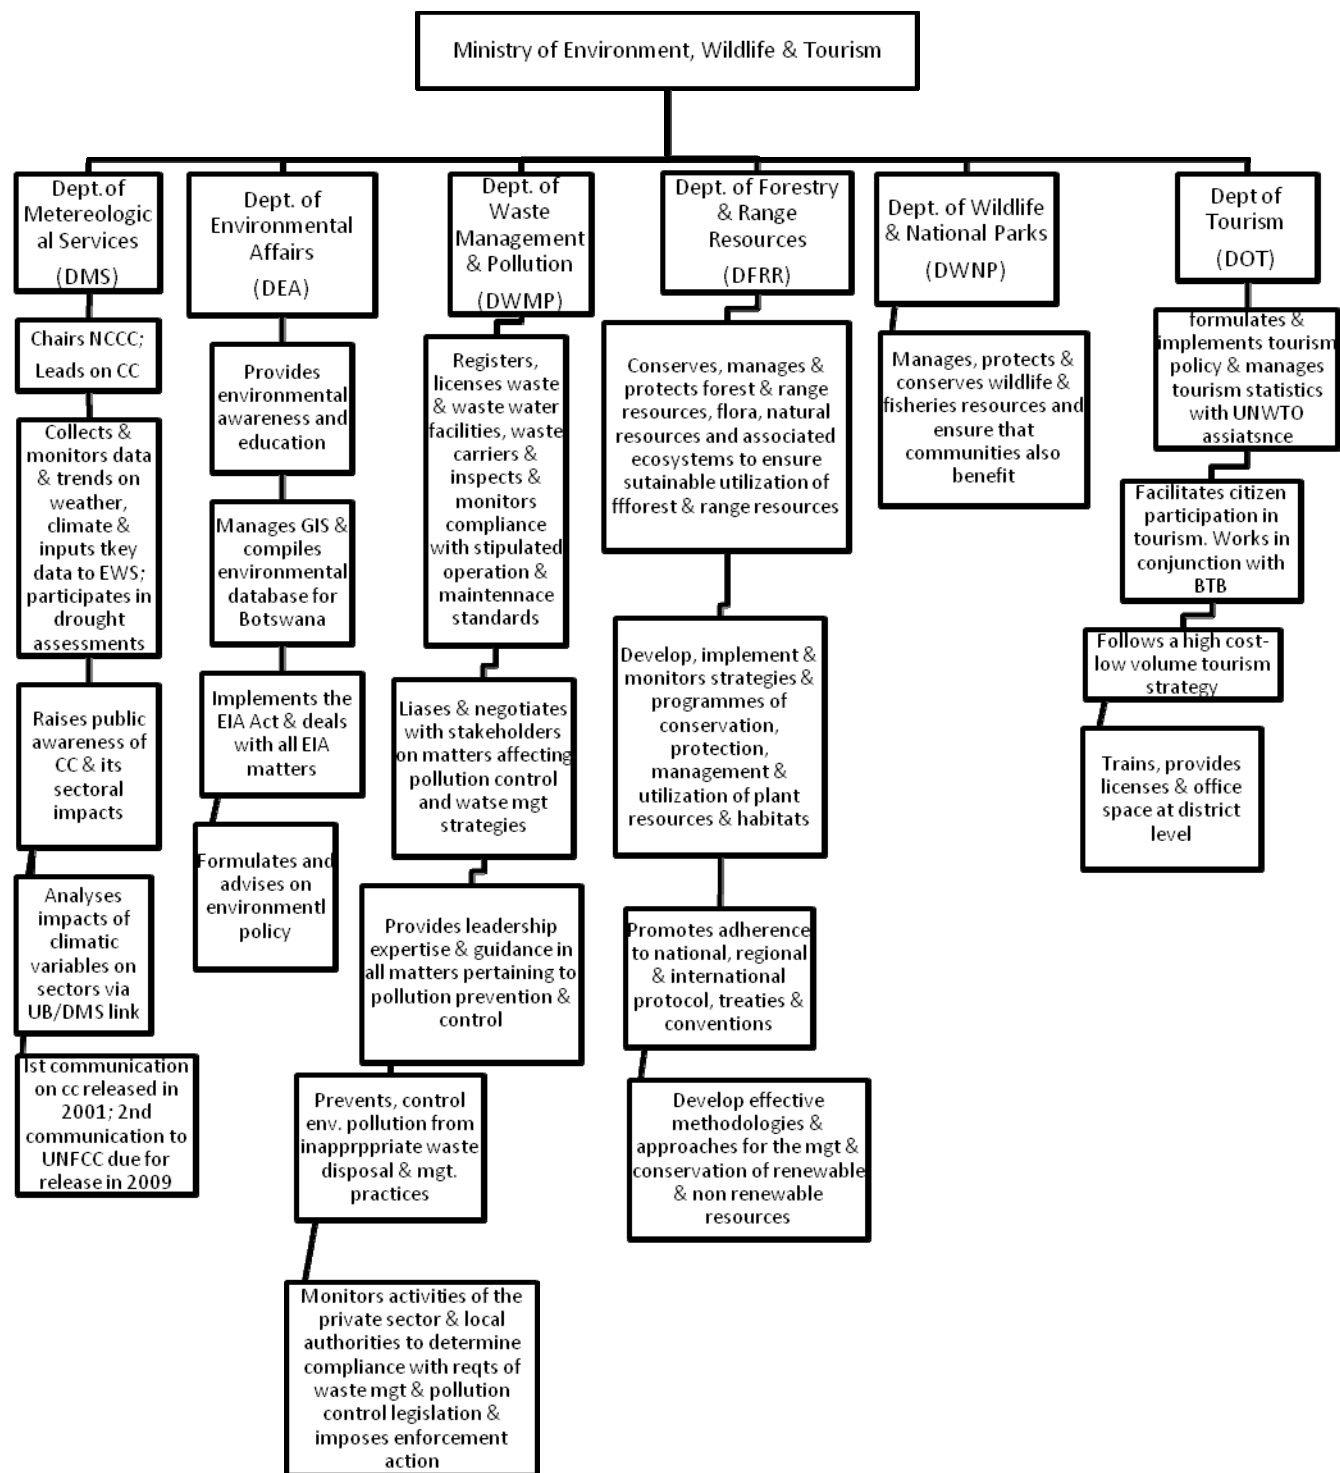 Ministry of Environment, Wildlife & Tourism
Dept. of
Metereologic
al Services
(DMS)
Chairs NCCC;
Leads on CC
Collects &
monitors data
& trends on
weather,
climate &
inputs tkey
data to EWS;
participates in
drought
assessments
Raises public
awareness of
CC & its
sectoral
impacts
Analyses
impacts of
climatic
variables on
sectors via
UB/DMS link
Ist communication
on cc released in
2001; 2nd
communication to
UNFCC due for
release in 2009
Dept. of
Environmental
Affairs
(DEA)
Provides
environmental
awareness and
education
Manages GIS &
compiles
environmental
database for
Botswana
Implements the
EIA Act & deals
with all EIA
matters
Formulates and
advises on
environmentl
policy
Dept. of
Waste
Management
& Pollution
(DWMP)
Registers,
licenses waste
& waste water
facilities, waste
carriers &
inspects &
monitors
compliance
with stipulated
operation &
maintennace
standards
Liases & negotiates
with stakeholders
on matters affecting
pollution control
and watse mgt
strategies
Provides leadership
expertise & guidance in
all matters pertaining to
pollution prevention &
control
Prevents, control
env. pollution from
inapprppriate waste
disposal & mgt.
practices
Monitors activities of the
private sector & local
authorities to determine
compliance with reqts of
waste mgt & pollution
control legislation &
imposes enforcement
action
Dept. of Forestry
& Range
Resources
(DFRR)
Conserves, manages &
protects forest & range
resources, flora, natural
resources and associated
ecosystems to ensure
sutainable utilization of
ffforest & range resources
Develop, implement &
monitors strategies &
programmes of
conservation,
protection,
management &
utilization of plant
resources & habitats
Promotes adherence
to national, regional
& international
protocol, treaties &
conventions
Develop effective
methodologies &
approaches for the mgt &
conservation of renewable
& non renewable
resources
Dept. of Wildlife
& National Parks
(DWNP)
Manages, protects &
conserves wildlife &
fisheries resources and
ensure that
communities also
benefit
Dept of
Tourism
(DOT)
formulates &
implements tourism
policy & manages
tourism statistics
with UNWTO
assiatsnce
Facilitates citizen
participation in
tourism. Works in
conjunction with
BTB
Follows a high cost-
low volume tourism
strategy
Trains, provides
licenses & office
space at district
level